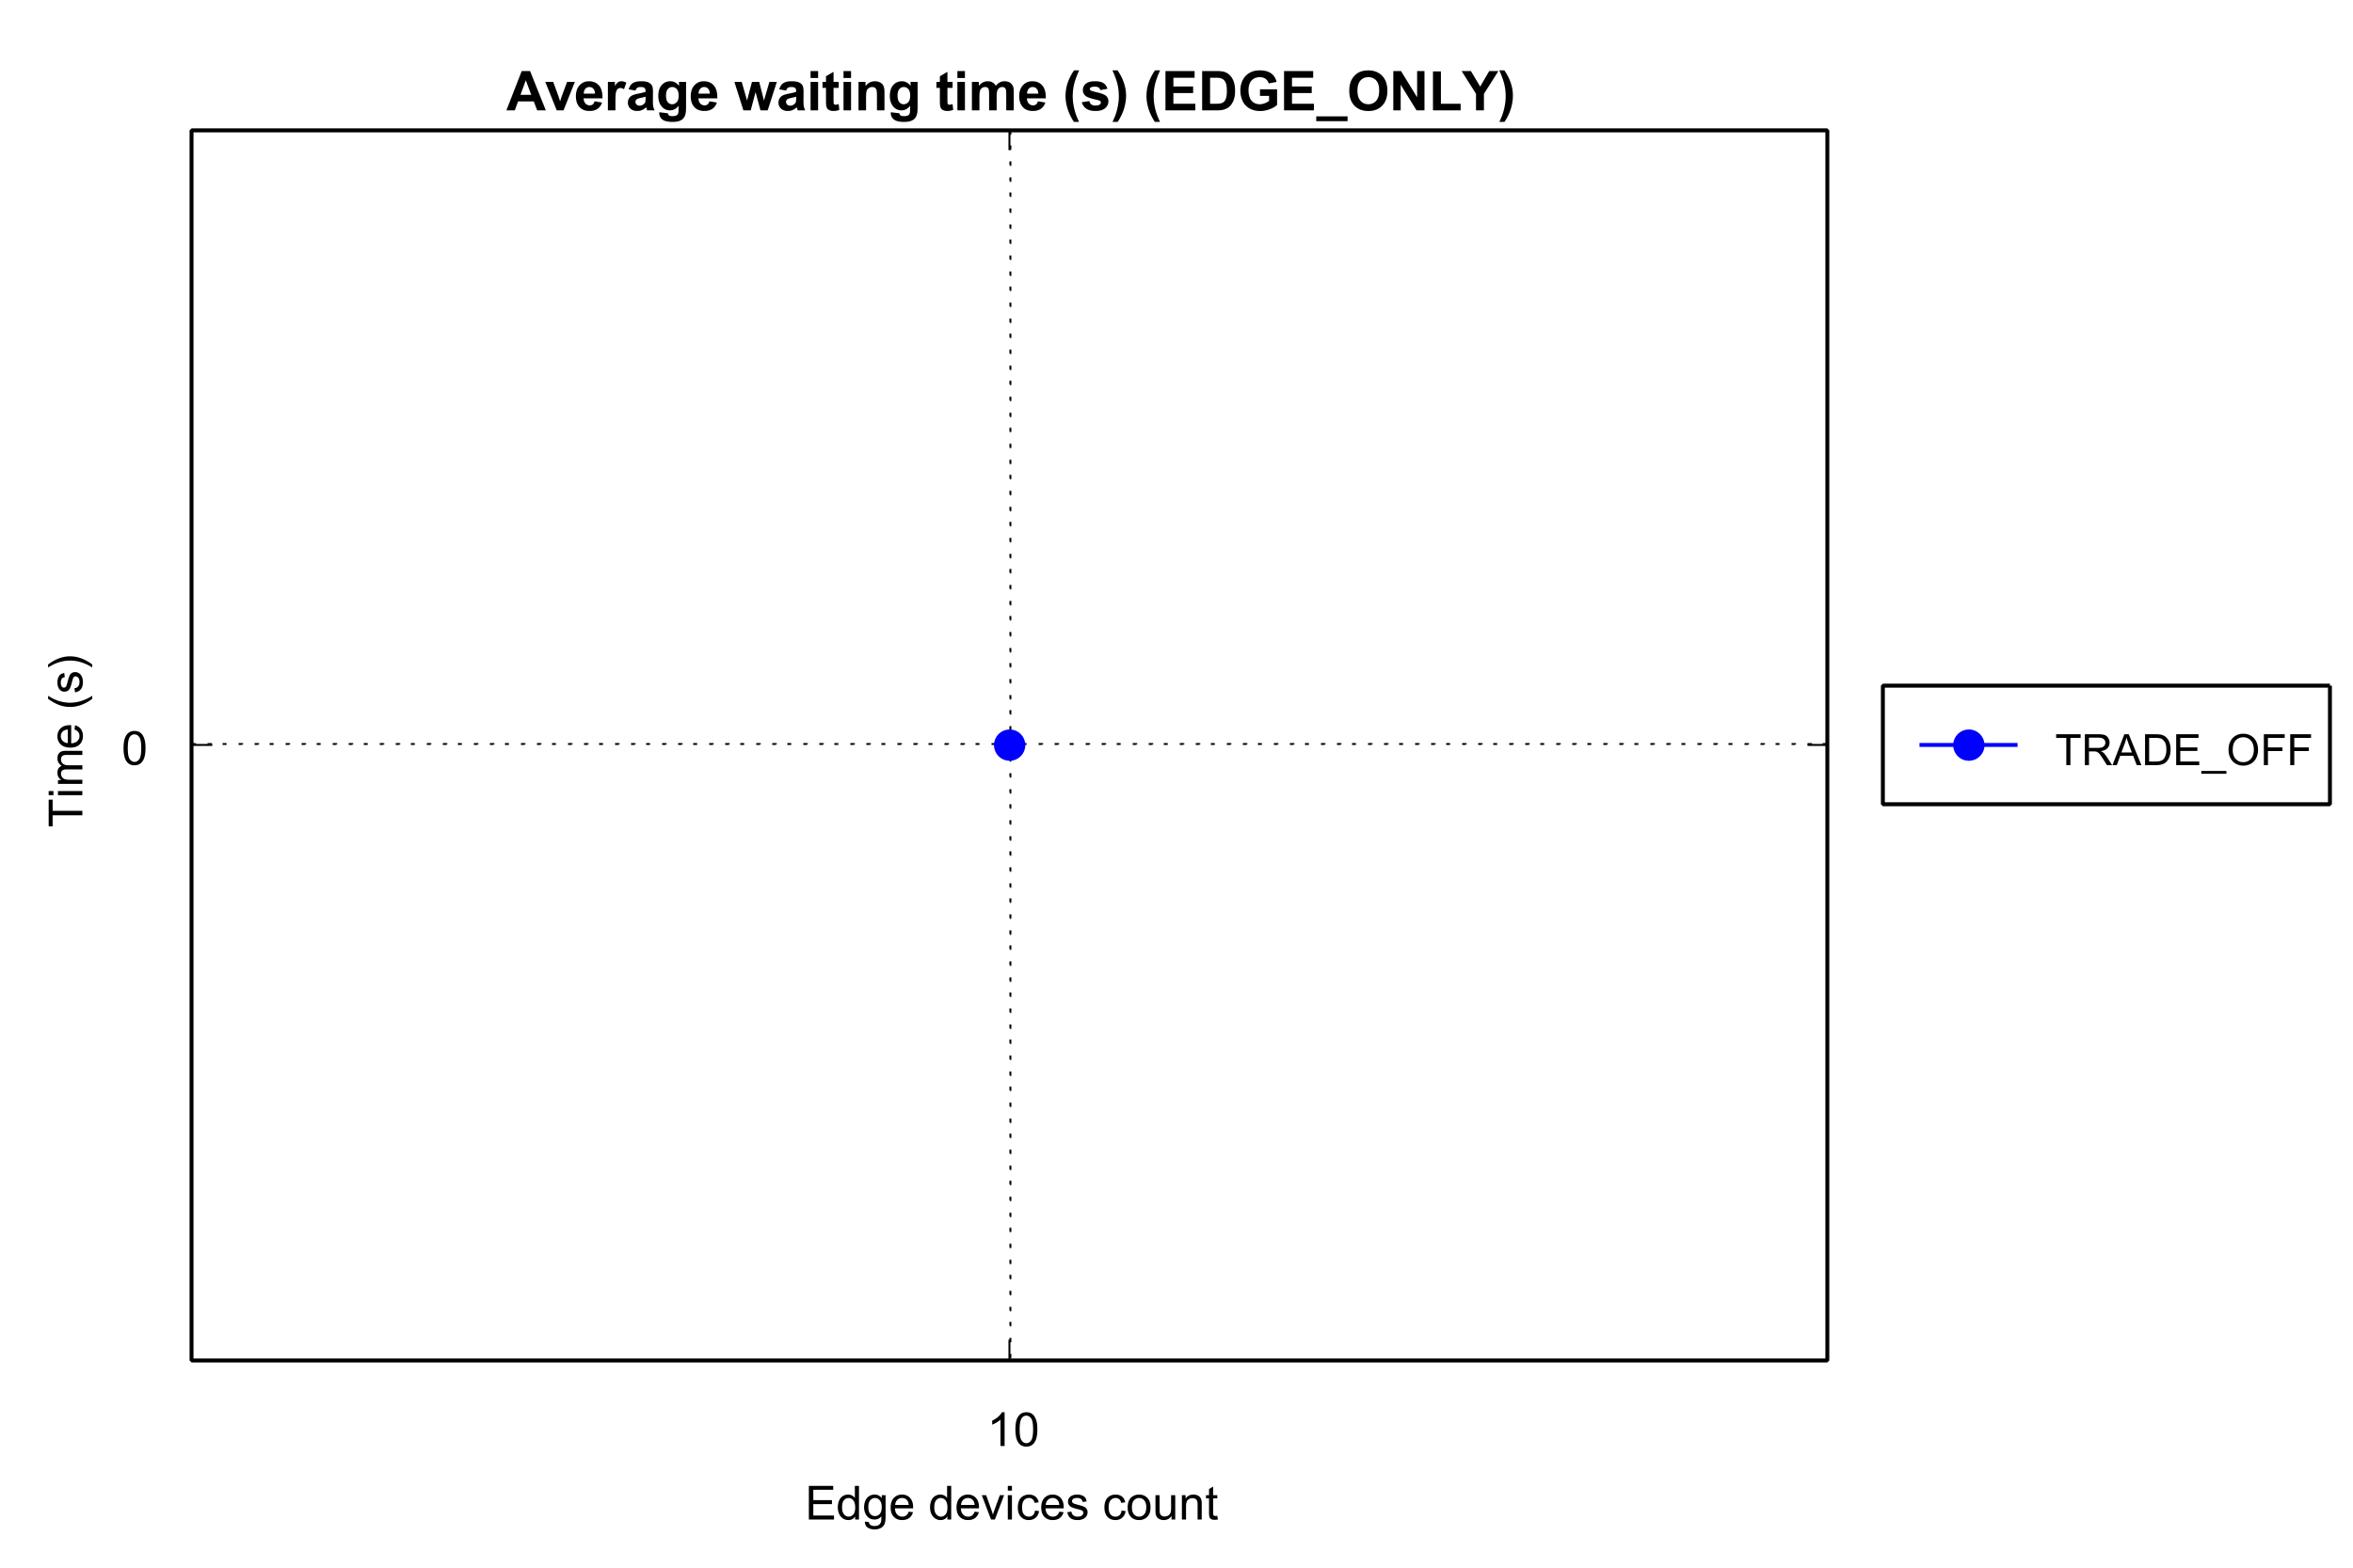 Average waiting time (s) (EDGE_ONLY)
Time (s)
0
TRADE_OFF
10
Edge devices count